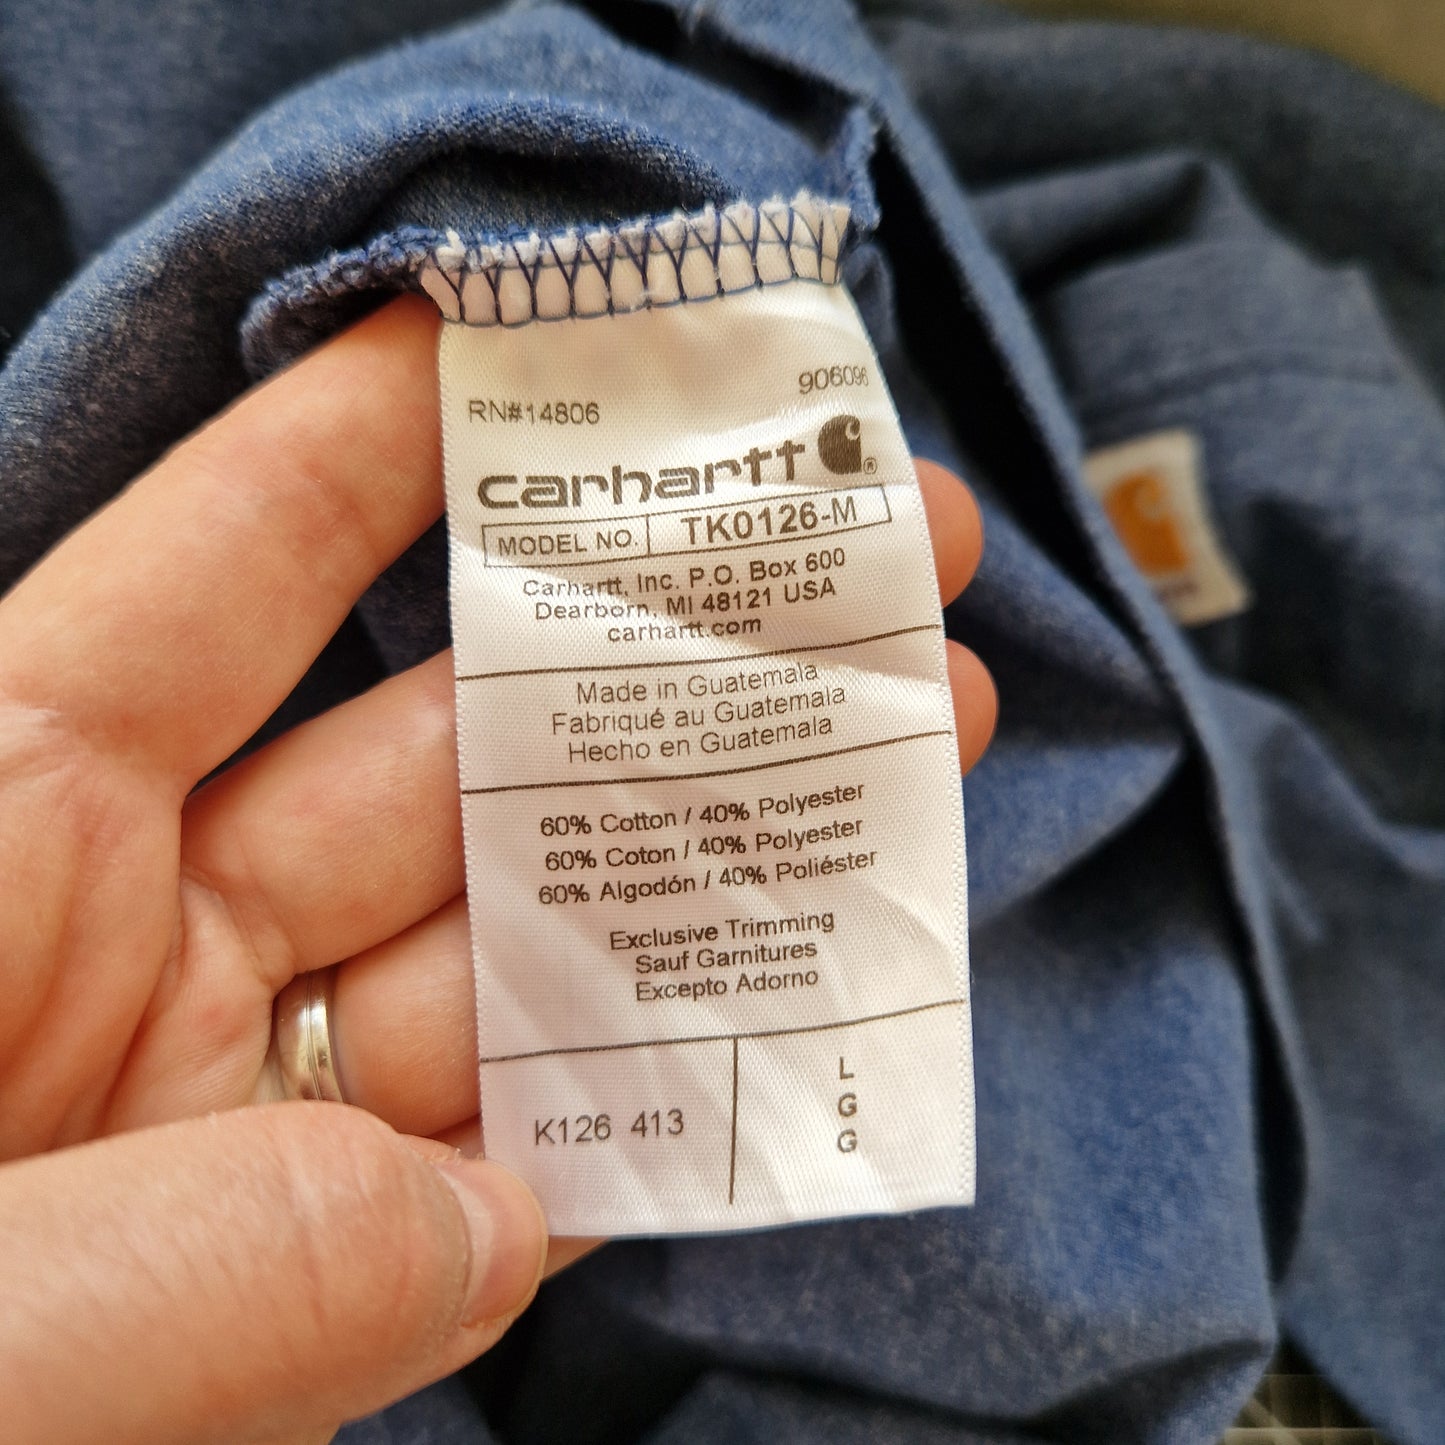 906096
RN#14806
carhartt ®
MODEL NO. TK0126-M
Carhartt, Inc. P.O. Box 600
Dearborn, MI 48121 USA
carhartt.com
Made in Guatemala
Fabriqué au Guatemala
Hecho en Guatemala
60% Cotton / 40% Polyester
60% Coton / 40% Polyester
60% Algodón / 40% Poliéster
Exclusive Trimming
Sauf Garnitures
Excepto Adorno
K126 413
L
G
G